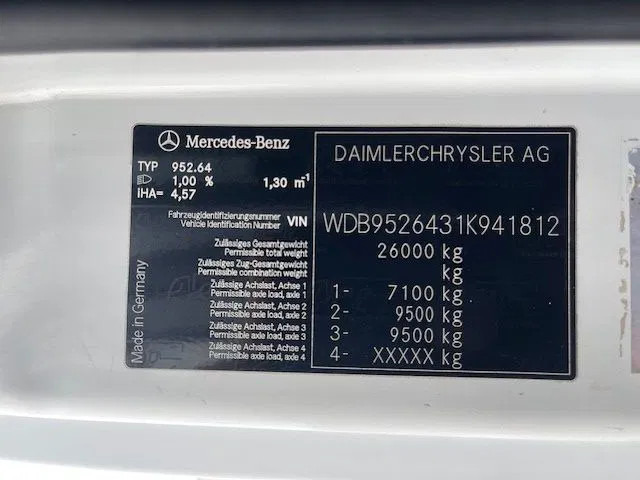 Mercedes-Benz
TYP 952.64
1,00 % 1,30 m⁻¹
iHA= 4,57
DAIMLERCHRYSLER AG
Fahrzeugidentifizierungsnummer
Vehicle Identification Number VIN WDB9526431K941812
Zulässiges Gesamtgewicht
Permissible total weight 26000 kg
Zulässiges Zug-Gesamtgewicht
Permissible combination weight kg
Zulässige Achslast, Achse 1
Permissible axle load, axle 1 1- 7100 kg
Zulässige Achslast, Achse 2
Permissible axle load, axle 2 2- 9500 kg
Zulässige Achslast, Achse 3
Permissible axle load, axle 3 3- 9500 kg
Zulässige Achslast, Achse 4
Permissible axle load, axle 4 4- XXXXX kg
Made in Germany